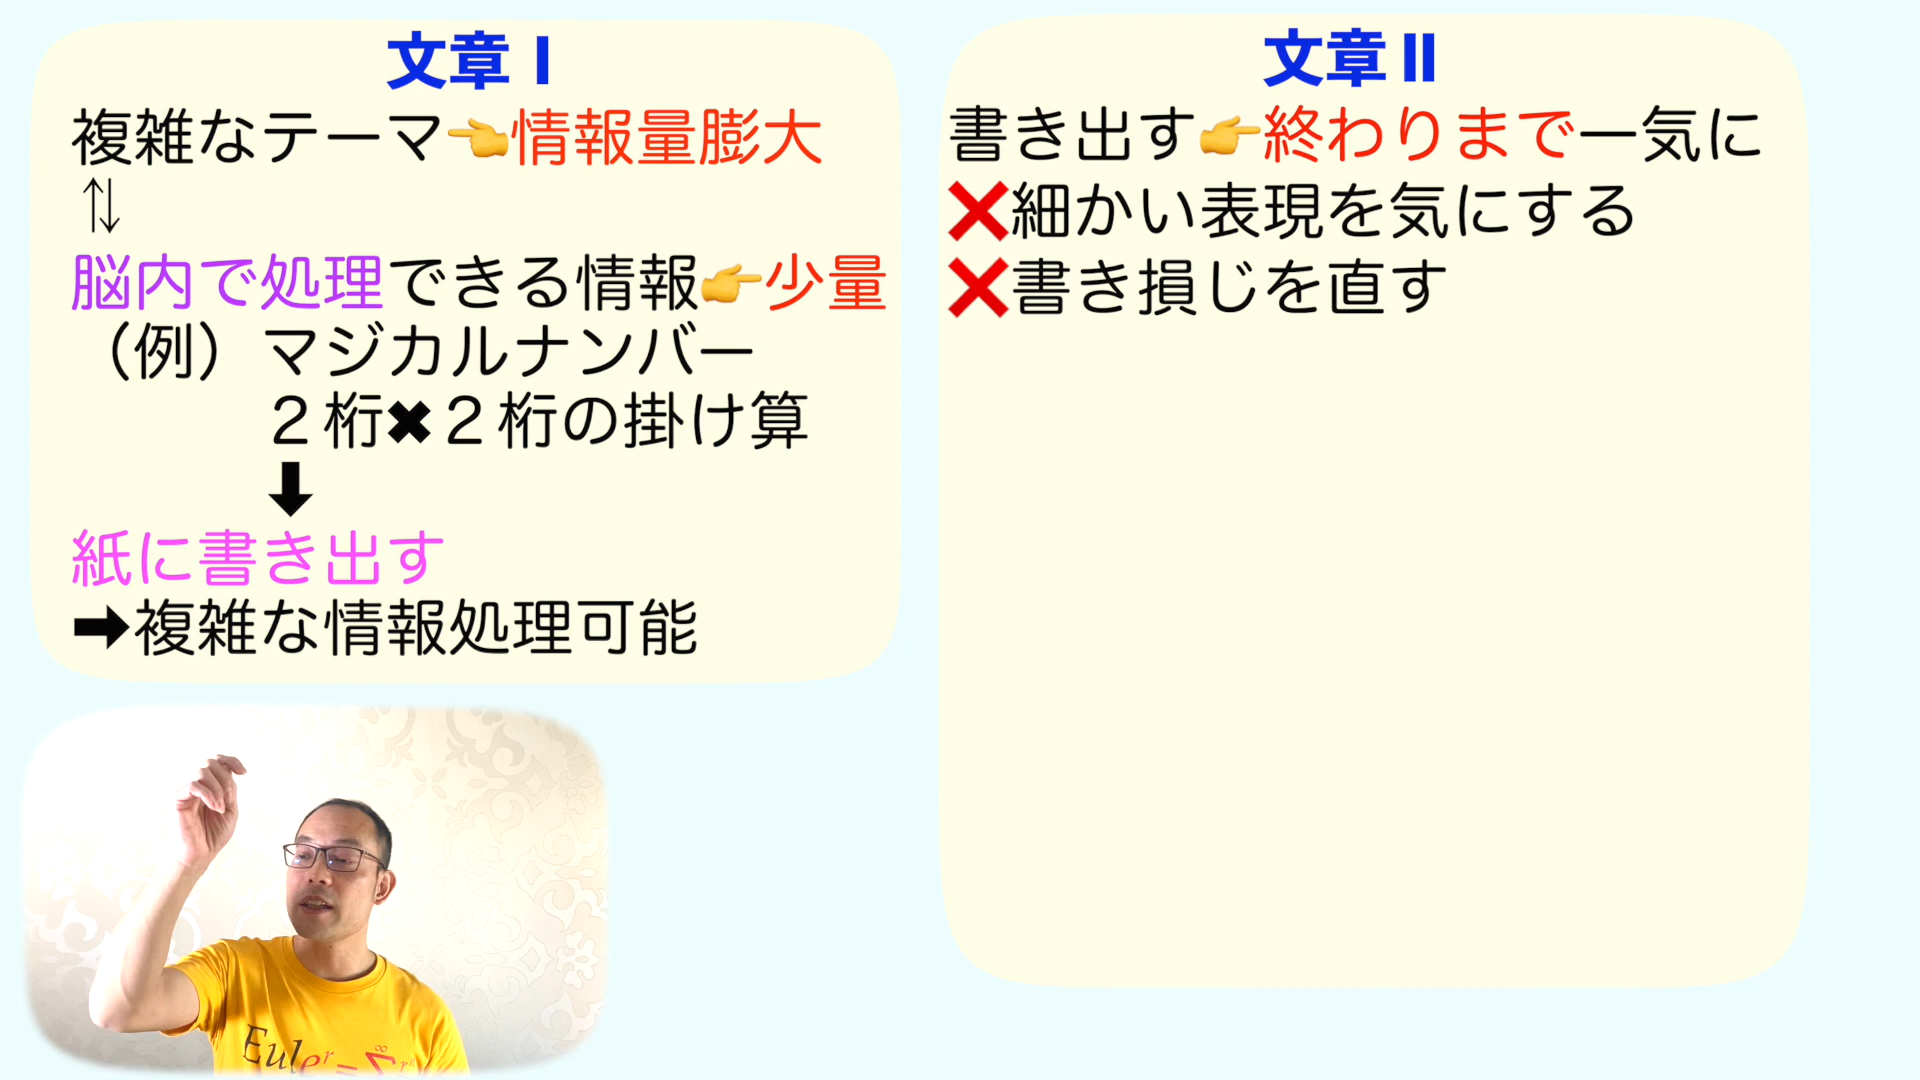 文章Ⅰ
複雑なテーマ👈情報量膨大
⇅
脳内で処理できる情報👉少量
（例）マジカルナンバー
２桁✖２桁の掛け算
⬇
紙に書き出す
➡複雑な情報処理可能
文章Ⅱ
書き出す👉終わりまで一気に
❌細かい表現を気にする
❌書き損じを直す
Euler